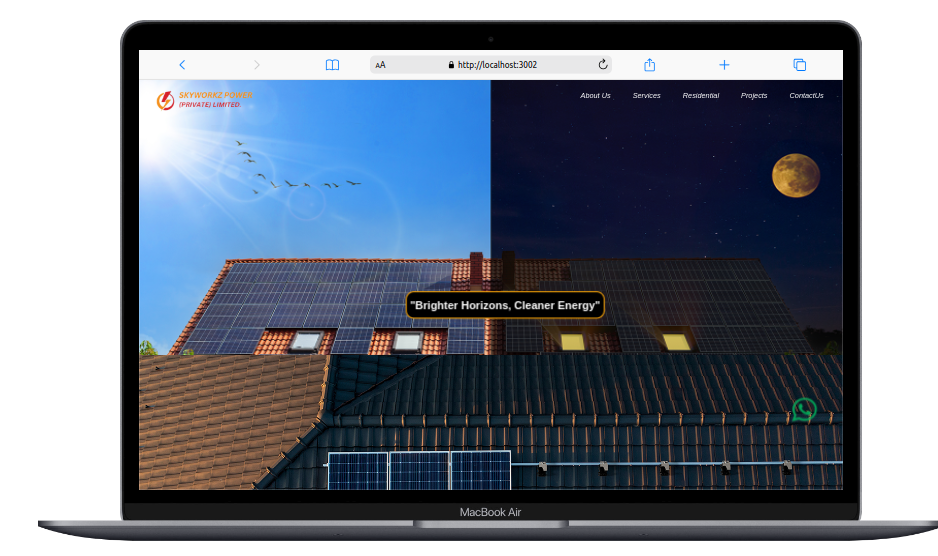 AA
http://localhost:3002
SKYWORKZ POWER
(PRIVATE) LIMITED.
About Us
Services
Residential
Projects
ContactUs
"Brighter Horizons, Cleaner Energy"
MacBook Air